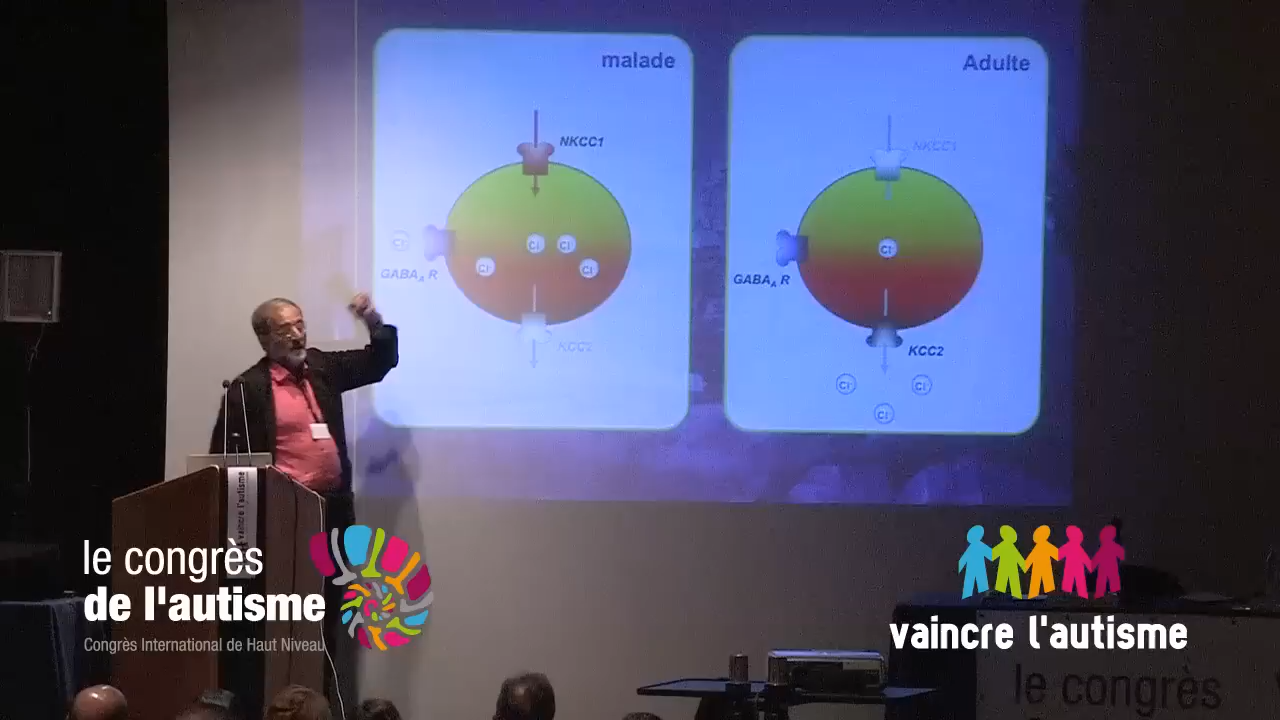 malade
NKCC1
Cl-
Cl-
Cl-
Cl-
Cl-
GABAA R
KCC2
Adulte
NKCC1
Cl-
GABAA R
KCC2
Cl-
Cl-
Cl-
vaincre l'autisme
le congrès
de l'autisme
Congrès International de Haut Niveau
vaincre l'autisme
le congrès